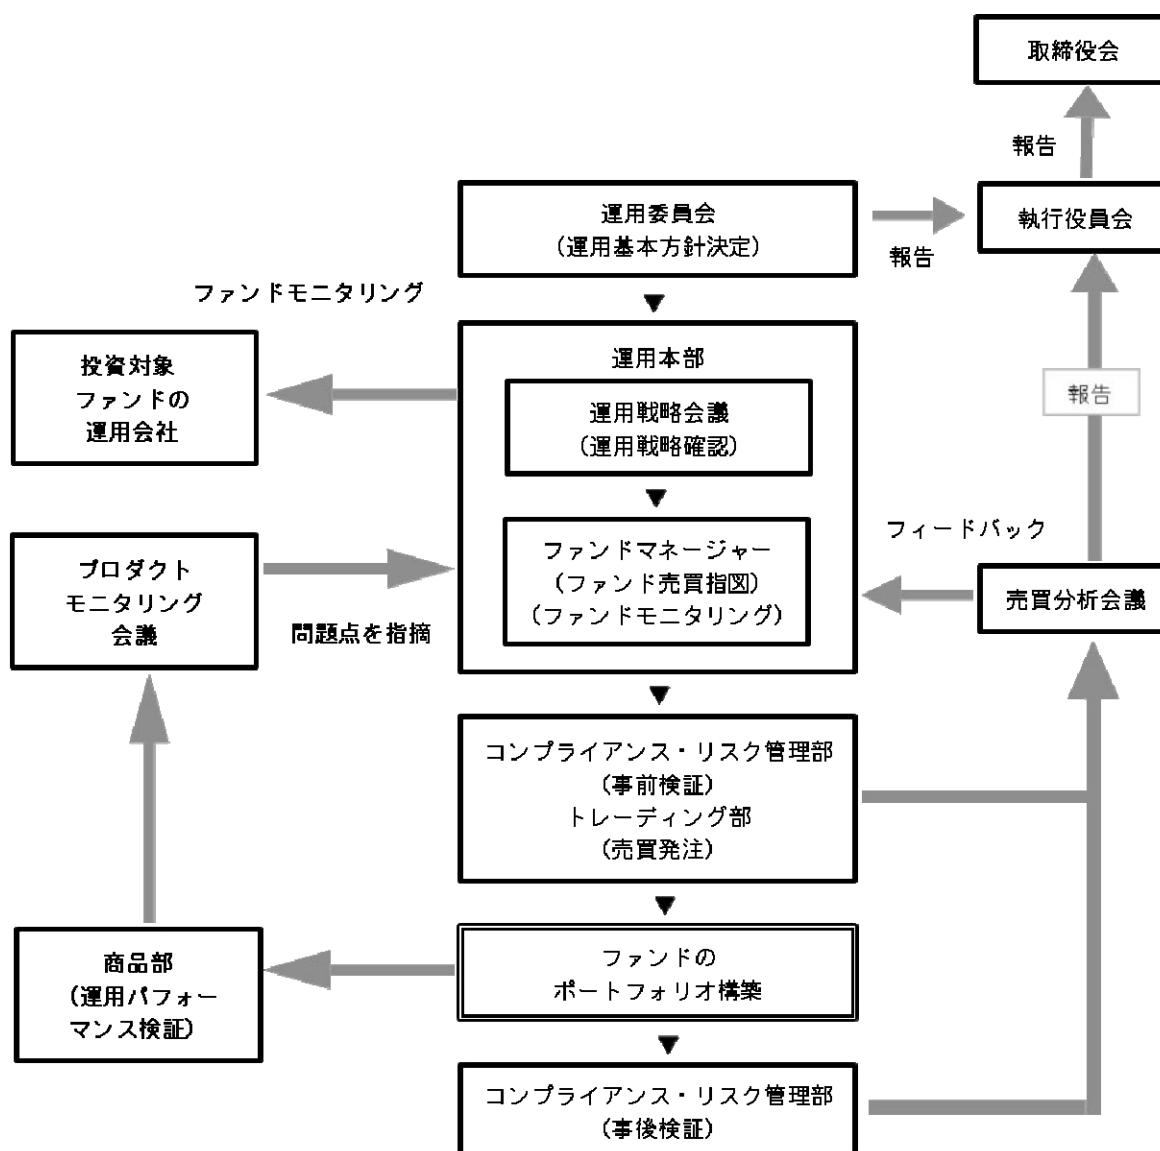 取締役会
報告
運用委員会
(運用基本方針決定)
報告
執行役員会
ファンドモニタリング
投資対象
ファンドの
運用会社
運用本部
運用戦略会議
(運用戦略確認)
報告
プロダクト
モニタリング
会議
問題点を指摘
ファンドマネージャー
(ファンド売買指図)
(ファンドモニタリング)
フィードバック
売買分析会議
コンプライアンス・リスク管理部
(事前検証)
トレーディング部
(売買発注)
商品部
(運用パフォー
マンス検証)
ファンドの
ポートフォリオ構築
コンプライアンス・リスク管理部
(事後検証)